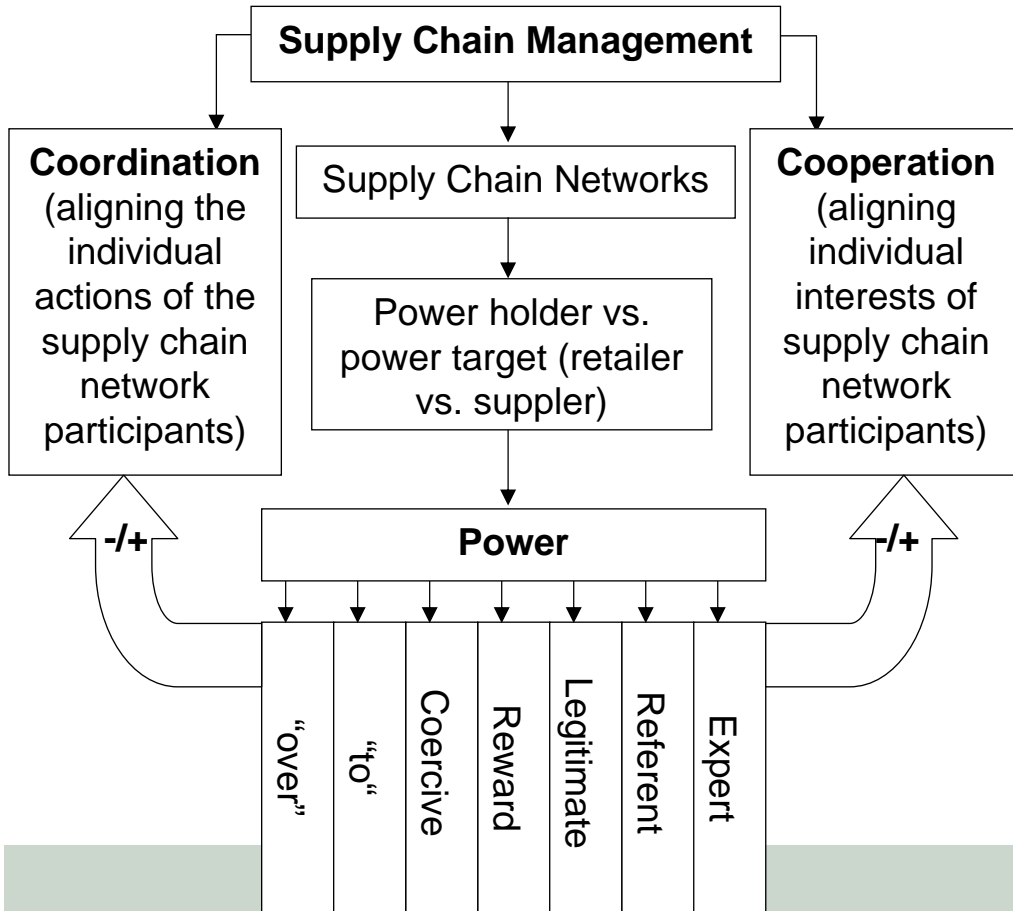 Supply Chain Management
Coordination
(aligning the
individual
actions of the
supply chain
network
participants)
Supply Chain Networks
Power holder vs.
power target (retailer
vs. suppler)
Cooperation
(aligning
individual
interests of
supply chain
network
participants)
-/+
-/+
Power
“over”
“to”
Coercive
Reward
Legitimate
Referent
Expert